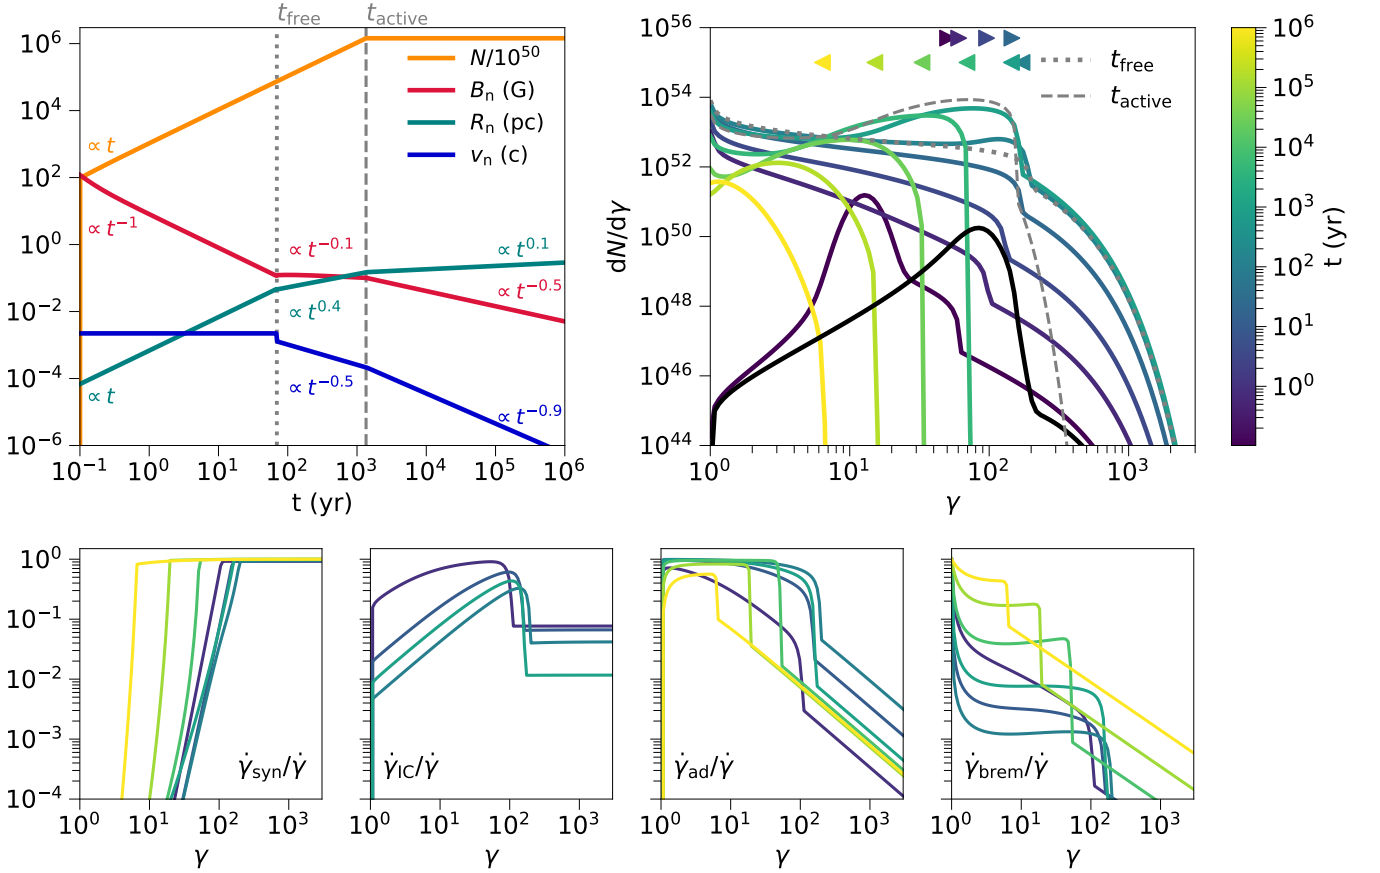 t_free t_active
10^6
10^4
10^2
10^0
10^−2
10^−4
10^−6
N/10^50
B_n (G)
R_n (pc)
v_n (c)
∝ t
∝ t^−1
∝ t^−0.1
∝ t^0.1
∝ t^−0.5
∝ t^0.4
∝ t^−0.5
∝ t
∝ t^−0.9
10^−1 10^0 10^1 10^2 10^3 10^4 10^5 10^6
t (yr)
10^56
10^54
10^52
10^50
10^48
10^46
10^44
dN/dγ
t_free
t_active
10^0 10^1 10^2 10^3
γ
10^6
10^5
10^4
10^3
10^2
10^1
10^0
t (yr)
10^0
10^−1
10^−2
10^−3
10^−4
γ̇_syn/γ̇
10^0 10^1 10^2 10^3
γ
γ̇_IC/γ̇
10^0 10^1 10^2 10^3
γ
γ̇_ad/γ̇
10^0 10^1 10^2 10^3
γ
γ̇_brem/γ̇
10^0 10^1 10^2 10^3
γ